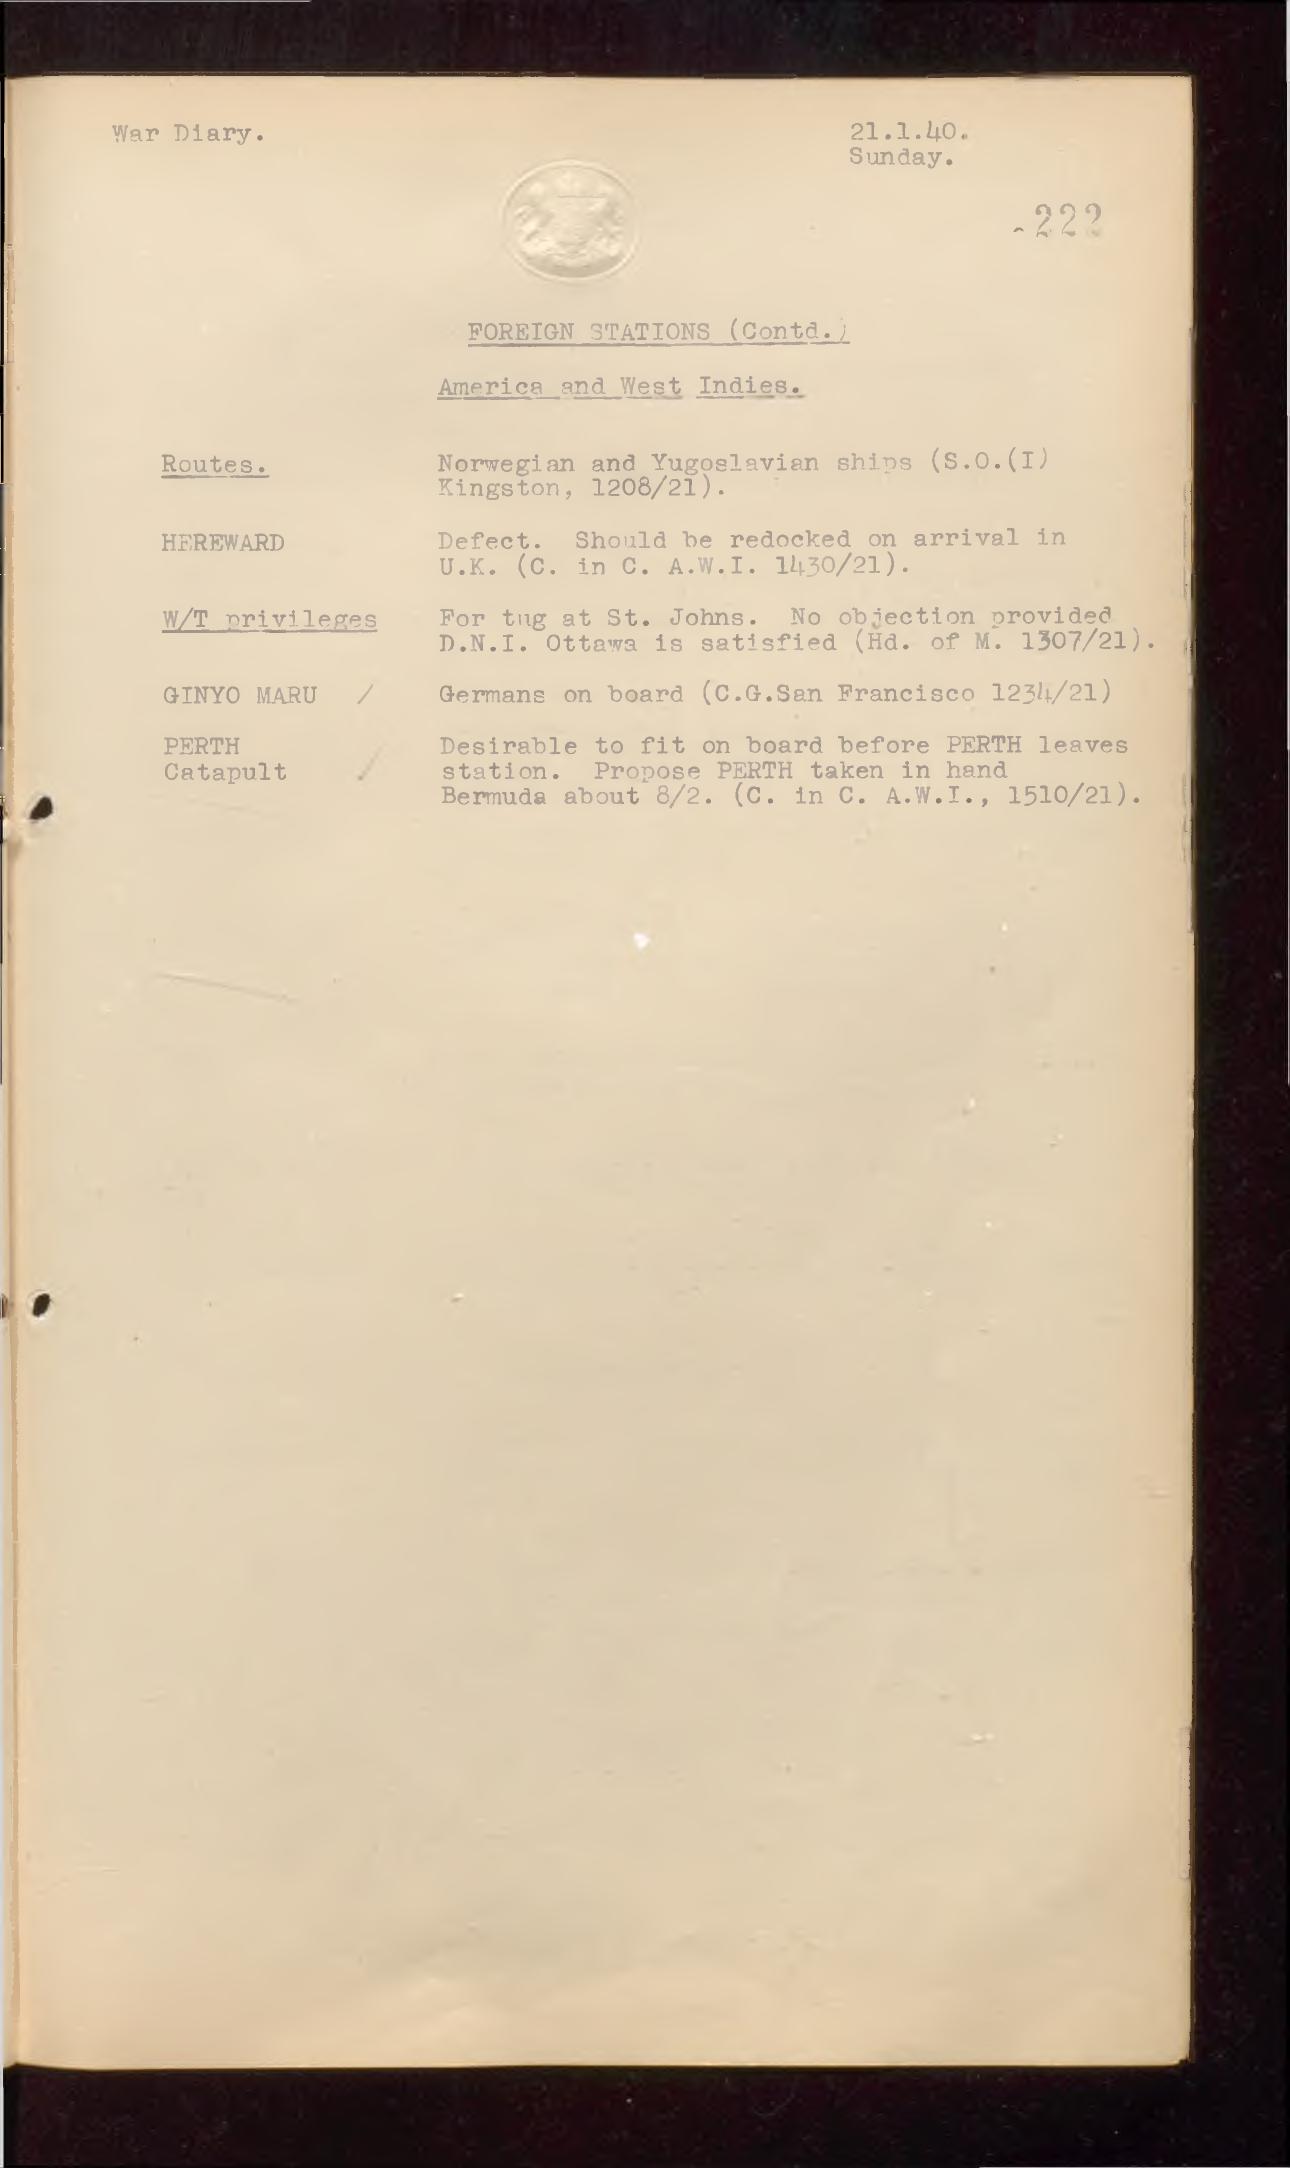 War Diary. 21.1.40.
Sunday.
222
FOREIGN STATIONS (Contd.)
America and West Indies.
Routes. Norwegian and Yugoslavian ships (S.O.(I)
Kingston, 1208/21).
HEREWARD Defect. Should be redocked on arrival in
U.K. (C. in C. A.W.I. 1430/21).
W/T privileges For tug at St. Johns. No objection provided
D.N.I. Ottawa is satisfied (Hd. of M. 1307/21).
GINYO MARU / Germans on board (C.G.San Francisco 1234/21)
PERTH Desirable to fit on board before PERTH leaves
Catapult / station. Propose PERTH taken in hand
Bermuda about 8/2. (C. in C. A.W.I., 1510/21).